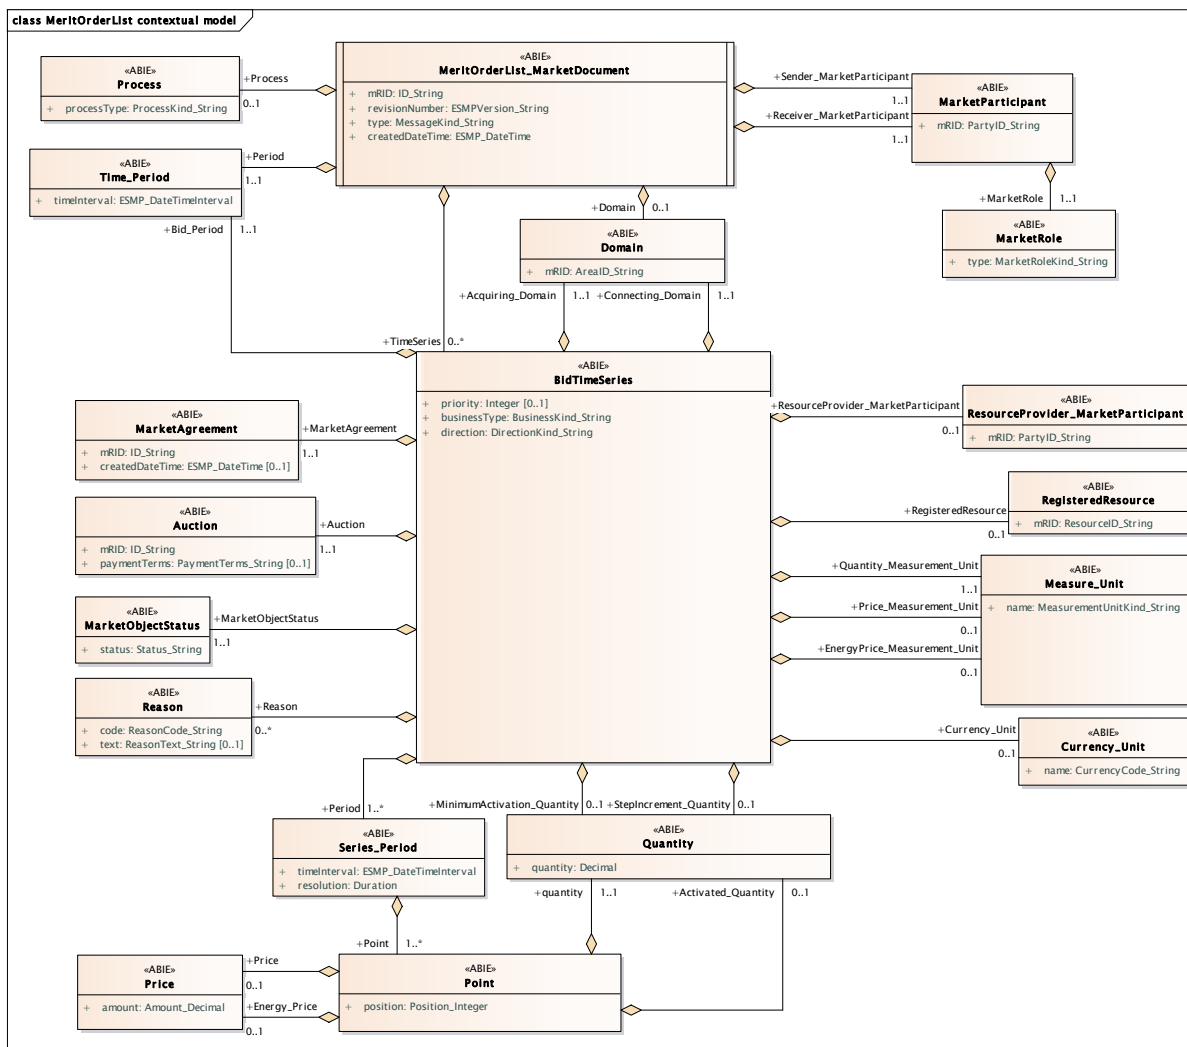 class MeritOrderList contextual model
«ABIE»
Process
+ processType: ProcessKind_String
+Process
0..1
«ABIE»
MeritOrderList_MarketDocument
+ mRID: ID_String
+ revisionNumber: ESMPVersion_String
+ type: MessageKind_String
+ createdDateTime: ESMP_DateTime
+Sender_MarketParticipant
1..1
+Receiver_MarketParticipant
1..1
«ABIE»
MarketParticipant
+ mRID: PartyID_String
«ABIE»
Time_Period
+ timeInterval: ESMP_DateTimeInterval
+Period
1..1
+Bid_Period 1..1
+MarketRole 1..1
«ABIE»
MarketRole
+ type: MarketRoleKind_String
+Domain 0..1
«ABIE»
Domain
+ mRID: AreaID_String
+Acquiring_Domain 1..1
+Connecting_Domain 1..1
+TimeSeries 0..*
«ABIE»
BidTimeSeries
+ priority: Integer [0..1]
+ businessType: BusinessKind_String
+ direction: DirectionKind_String
«ABIE»
MarketAgreement
+ mRID: ID_String
+ createdDateTime: ESMP_DateTime [0..1]
+MarketAgreement
1..1
«ABIE»
Auction
+ mRID: ID_String
+ paymentTerms: PaymentTerms_String [0..1]
+Auction
1..1
«ABIE»
MarketObjectStatus
+ status: Status_String
+MarketObjectStatus
1..1
«ABIE»
Reason
+ code: ReasonCode_String
+ text: ReasonText_String [0..1]
+Reason
0..*
+ResourceProvider_MarketParticipant
0..1
«ABIE»
ResourceProvider_MarketParticipant
+ mRID: PartyID_String
+RegisteredResource
0..1
«ABIE»
RegisteredResource
+ mRID: ResourceID_String
+Quantity_Measurement_Unit
1..1
+Price_Measurement_Unit
0..1
+EnergyPrice_Measurement_Unit
0..1
«ABIE»
Measure_Unit
+ name: MeasurementUnitKind_String
+Currency_Unit
0..1
«ABIE»
Currency_Unit
+ name: CurrencyCode_String
+Period 1..*
«ABIE»
Series_Period
+ timeInterval: ESMP_DateTimeInterval
+ resolution: Duration
+MinimumActivation_Quantity 0..1
+StepIncrement_Quantity 0..1
«ABIE»
Quantity
+ quantity: Decimal
+quantity 1..1
+Activated_Quantity 0..1
+Point 1..*
«ABIE»
Point
+ position: Position_Integer
+Price
0..1
+Energy_Price
0..1
«ABIE»
Price
+ amount: Amount_Decimal